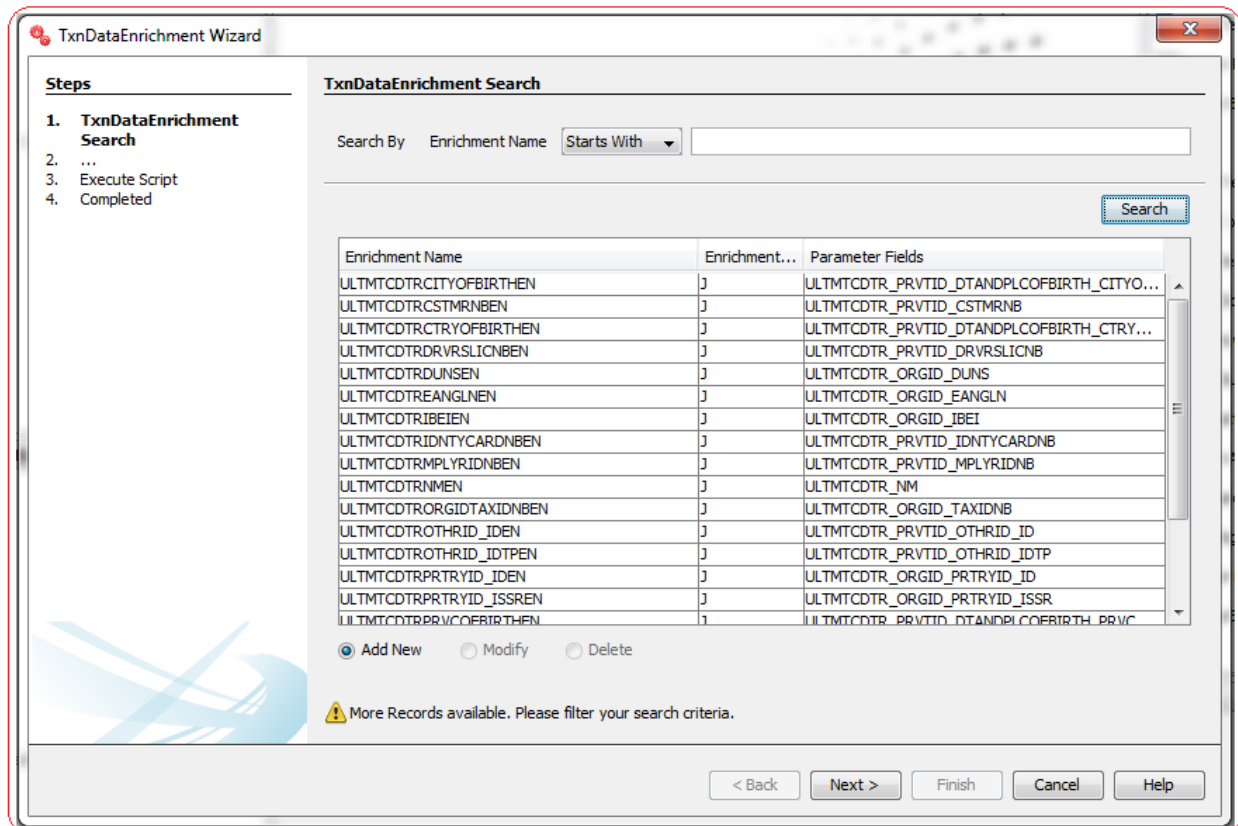 TxnDataEnrichment Wizard
Steps
1. TxnDataEnrichment
Search
2. ...
3. Execute Script
4. Completed
TxnDataEnrichment Search
Search By Enrichment Name Starts With
Search
Enrichment Name Enrichment... Parameter Fields
ULTMTCDTRCITYOFBIRTHEN J ULTMTCDTR_PRVTID_DTANDPLCOFBIRTH_CITYO...
ULTMTCDTRCSTMRNBEN J ULTMTCDTR_PRVTID_CSTMRNB
ULTMTCDTRCTRYOFBIRTHEN J ULTMTCDTR_PRVTID_DTANDPLCOFBIRTH_CTRY...
ULTMTCDTRDRVRSLICNBEN J ULTMTCDTR_PRVTID_DRVRSLICNB
ULTMTCDTRDUNSEN J ULTMTCDTR_ORGID_DUNS
ULTMTCDTREANGLNEN J ULTMTCDTR_ORGID_EANGLN
ULTMTCDTRIBEIEN J ULTMTCDTR_ORGID_IBEI
ULTMTCDTRIDNTYCARDNBEN J ULTMTCDTR_PRVTID_IDNTYCARDNB
ULTMTCDTRMPLYRIDNBEN J ULTMTCDTR_PRVTID_MPLYRIDNB
ULTMTCDTRNMEN J ULTMTCDTR_NM
ULTMTCDTRORGIDTAXIDNBEN J ULTMTCDTR_ORGID_TAXIDNB
ULTMTCDTROTHRID_IDEN J ULTMTCDTR_PRVTID_OTHRID_ID
ULTMTCDTROTHRID_IDTPEN J ULTMTCDTR_PRVTID_OTHRID_IDTP
ULTMTCDTRPRTRYID_IDEN J ULTMTCDTR_ORGID_PRTRYID_ID
ULTMTCDTRPRTRYID_ISSREN J ULTMTCDTR_ORGID_PRTRYID_ISSR
ULTMTCDTRPRVCOFBIRTHEN J ULTMTCDTR_PRVTID_DTANDPLCOFBIRTH_PRVC
Add New Modify Delete
More Records available. Please filter your search criteria.
< Back Next > Finish Cancel Help